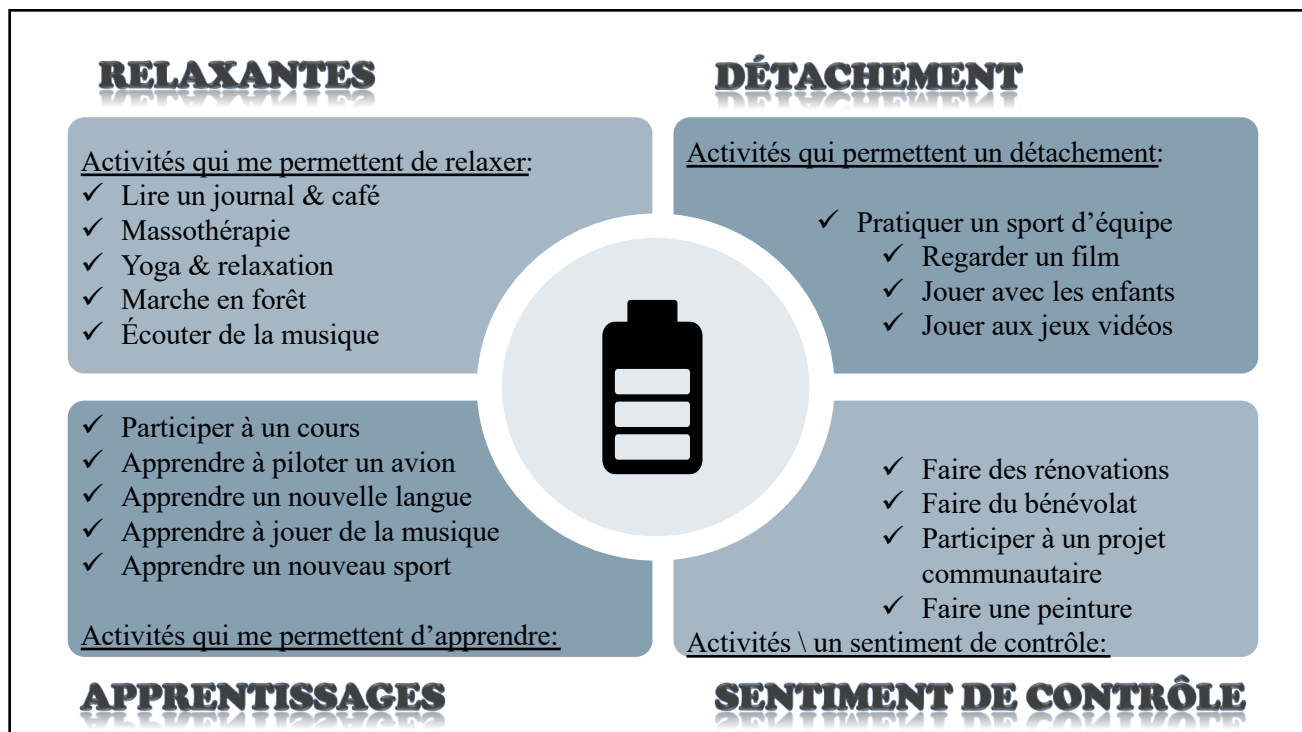 RELAXANTES
Activités qui me permettent de relaxer:
✓ Lire un journal & café
✓ Massothérapie
✓ Yoga & relaxation
✓ Marche en forêt
✓ Écouter de la musique
DÉTACHEMENT
Activités qui permettent un détachement:
✓ Pratiquer un sport d’équipe
✓ Regarder un film
✓ Jouer avec les enfants
✓ Jouer aux jeux vidéos
✓ Participer à un cours
✓ Apprendre à piloter un avion
✓ Apprendre un nouvelle langue
✓ Apprendre à jouer de la musique
✓ Apprendre un nouveau sport
Activités qui me permettent d’apprendre:
APPRENTISSAGES
✓ Faire des rénovations
✓ Faire du bénévolat
✓ Participer à un projet
communautaire
✓ Faire une peinture
Activités \ un sentiment de contrôle:
SENTIMENT DE CONTRÔLE